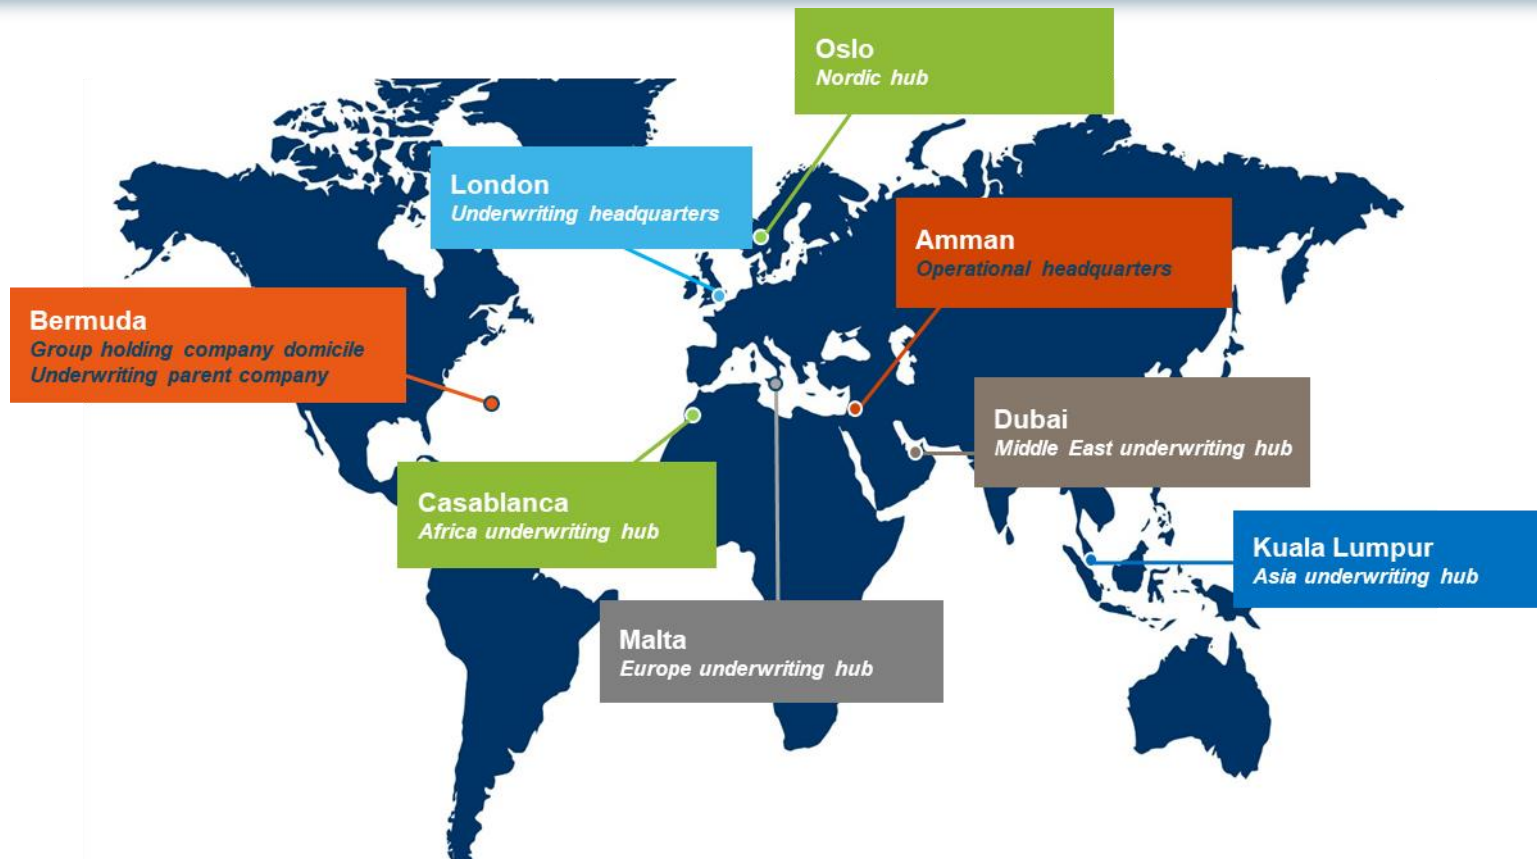 Oslo
Nordic hub
London
Underwriting headquarters
Amman
Operational headquarters
Bermuda
Group holding company domicile
Underwriting parent company
Dubai
Middle East underwriting hub
Casablanca
Africa underwriting hub
Kuala Lumpur
Asia underwriting hub
Malta
Europe underwriting hub